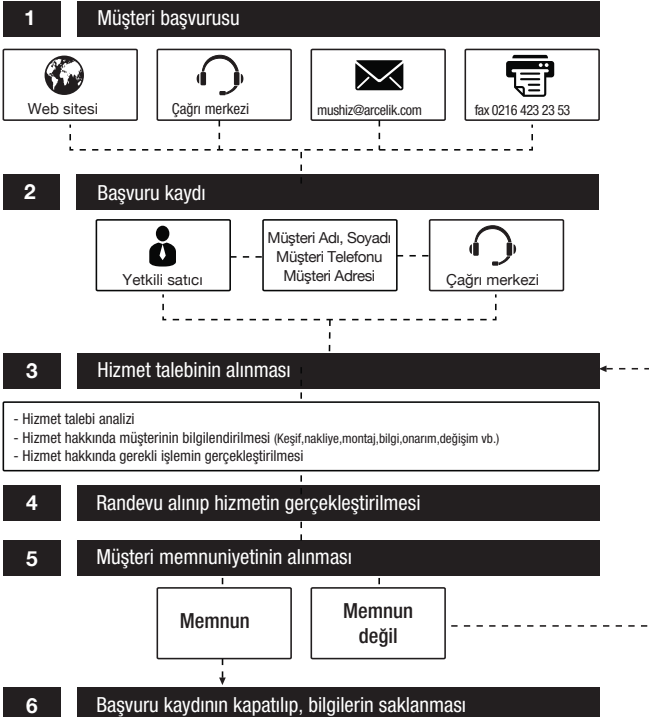 1 Müşteri başvurusu
Web sitesi
Çağrı merkezi
mushiz@arcelik.com
fax 0216 423 23 53
2 Başvuru kaydı
Yetkili satıcı
Müşteri Adı, Soyadı
Müşteri Telefonu
Müşteri Adresi
Çağrı merkezi
3 Hizmet talebinin alınması
- Hizmet talebi analizi
- Hizmet hakkında müşterinin bilgilendirilmesi (Keşif,nakliye,montaj,bilgi,onarım,değişim vb.)
- Hizmet hakkında gerekli işlemin gerçekleştirilmesi
4 Randevu alınıp hizmetin gerçekleştirilmesi
5 Müşteri memnuniyetinin alınması
Memnun
Memnun
değil
6 Başvuru kaydının kapatılıp, bilgilerin saklanması